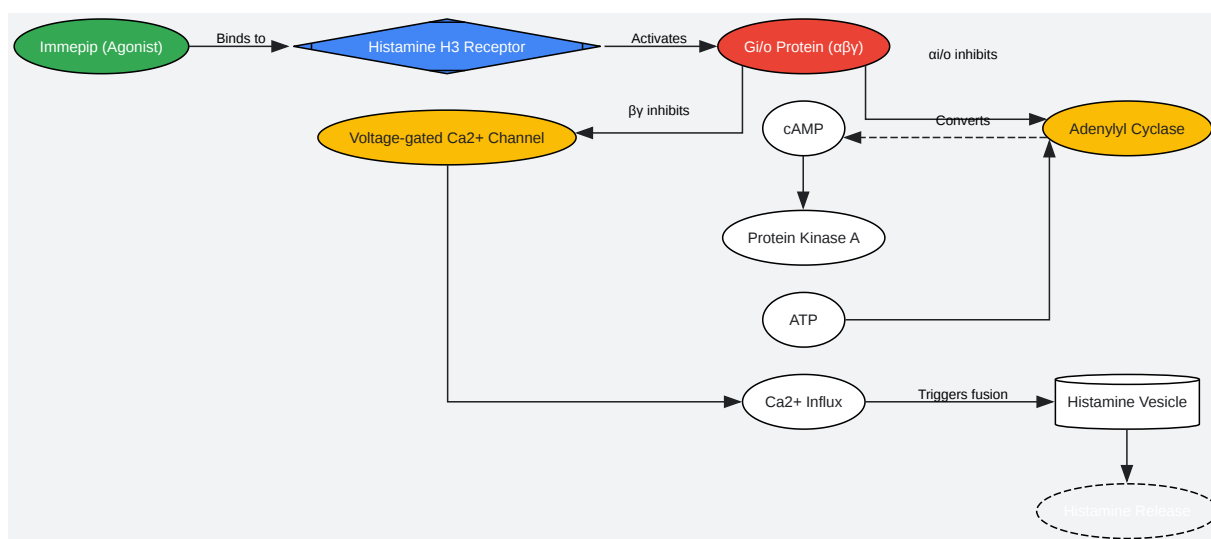 Immepip (Agonist)
Binds to
Histamine H3 Receptor
Activates
Gi/o Protein (αβγ)
αi/o inhibits
βγ inhibits
Voltage-gated Ca2+ Channel
cAMP
Converts
Adenylyl Cyclase
Protein Kinase A
ATP
Ca2+ Influx
Triggers fusion
Histamine Vesicle
Histamine Release